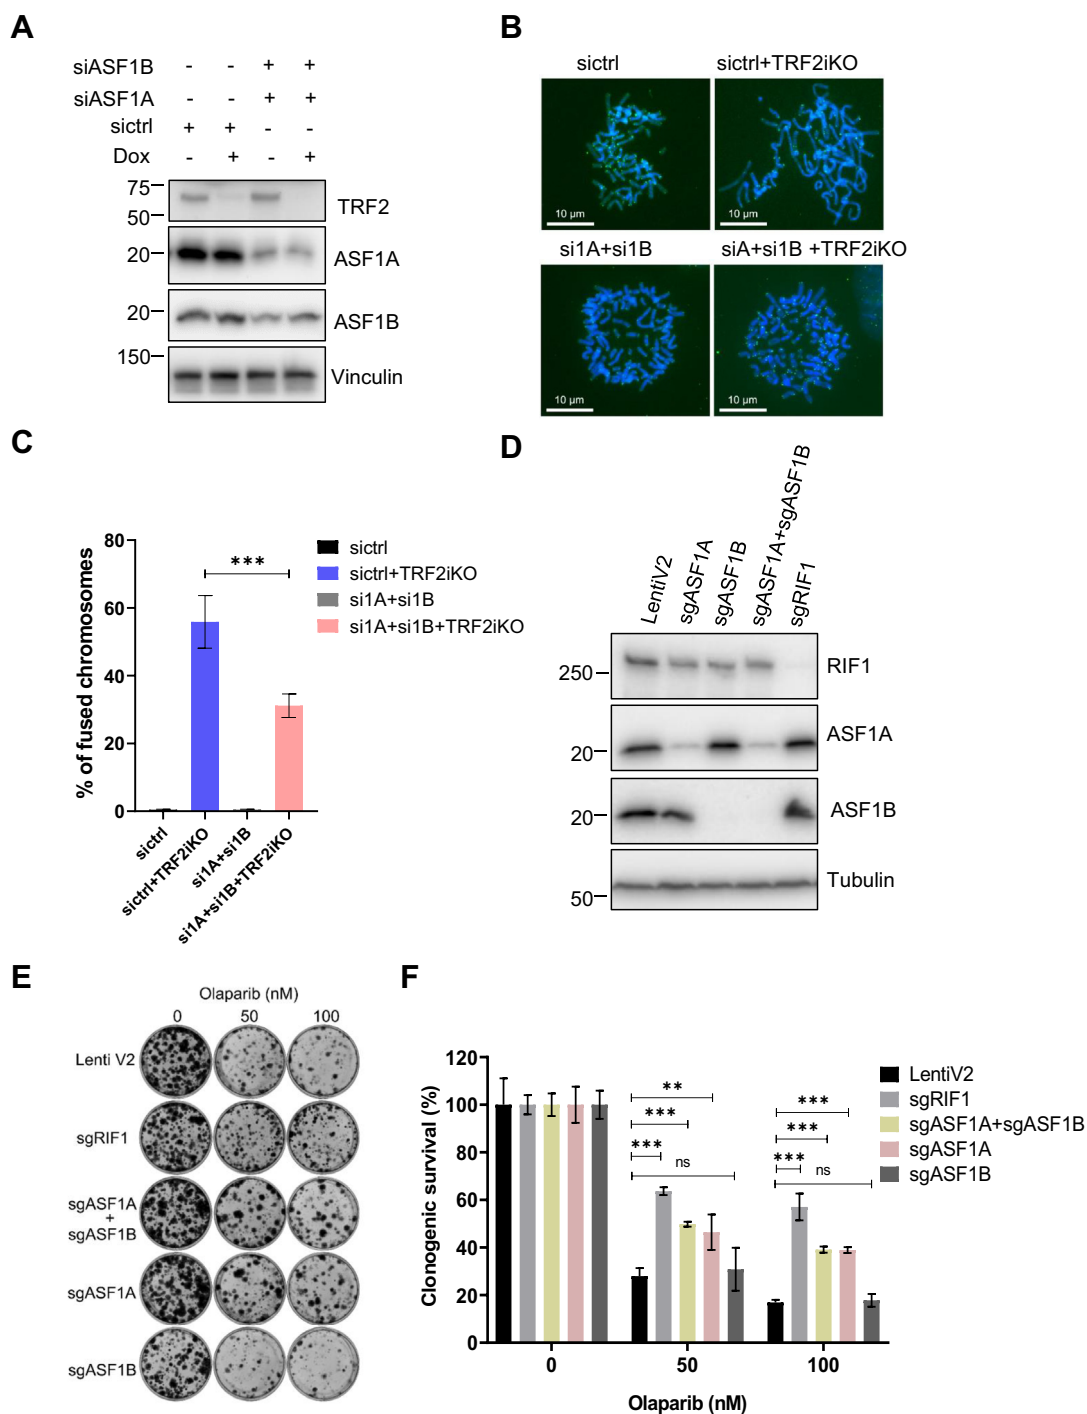 A
siASF1B - - + +
siASF1A - - + +
sictrl + + - -
Dox - + - +
75
50
TRF2
20
ASF1A
20
ASF1B
150
Vinculin
B
sictrl
sictrl+TRF2iKO
10 µm
10 µm
si1A+si1B
siA+si1B +TRF2iKO
10 µm
10 µm
C
% of fused chromosomes
80
60
40
20
0
***
sictrl
sictrl+TRF2iKO
si1A+si1B
si1A+si1B+TRF2iKO
sictrl
sictrl+TRF2iKO
si1A+si1B
si1A+si1B+TRF2iKO
D
LentiV2
sgASF1A
sgASF1B
sgASF1A+sgASF1B
sgRIF1
250
RIF1
20
ASF1A
20
ASF1B
50
Tubulin
E
Olaparib (nM)
0 50 100
Lenti V2
sgRIF1
sgASF1A
+
sgASF1B
sgASF1A
sgASF1B
F
Clonogenic survival (%)
120
100
80
60
40
20
0
**
***
***
ns
***
***
***
ns
0 50 100
Olaparib (nM)
LentiV2
sgRIF1
sgASF1A+sgASF1B
sgASF1A
sgASF1B